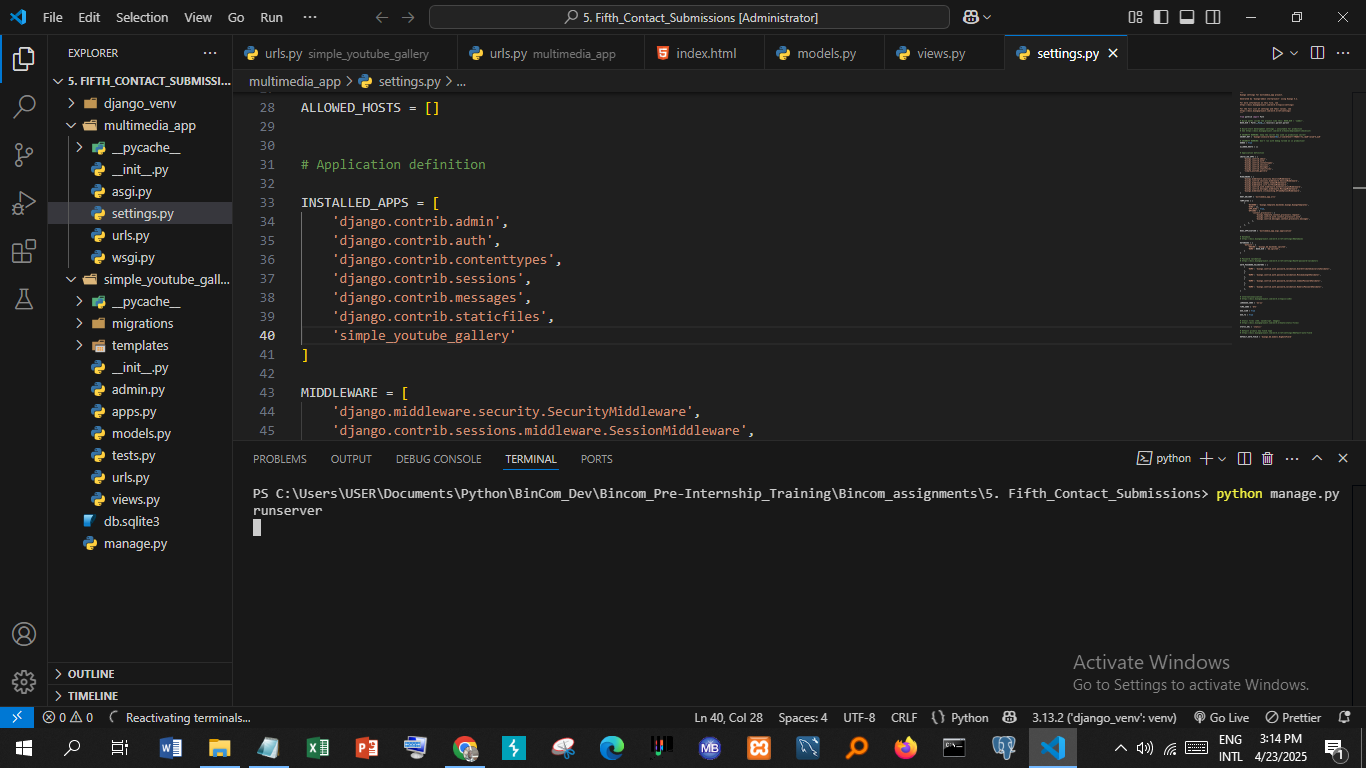 File Edit Selection View Go Run ···
5. Fifth_Contact_Submissions [Administrator]
EXPLORER ···
5. FIFTH_CONTACT_SUBMISSI...
django_venv
multimedia_app
__pycache__
__init__.py
asgi.py
settings.py
urls.py
wsgi.py
simple_youtube_gall...
__pycache__
migrations
templates
__init__.py
admin.py
apps.py
models.py
tests.py
urls.py
views.py
db.sqlite3
manage.py
OUTLINE
TIMELINE
urls.py simple_youtube_gallery
urls.py multimedia_app
index.html
models.py
views.py
settings.py
multimedia_app > settings.py > ...
28 ALLOWED_HOSTS = []
29
30
31 # Application definition
32
33 INSTALLED_APPS = [
34 'django.contrib.admin',
35 'django.contrib.auth',
36 'django.contrib.contenttypes',
37 'django.contrib.sessions',
38 'django.contrib.messages',
39 'django.contrib.staticfiles',
40 'simple_youtube_gallery'
41 ]
42
43 MIDDLEWARE = [
44 'django.middleware.security.SecurityMiddleware',
45 'django.contrib.sessions.middleware.SessionMiddleware',
PROBLEMS OUTPUT DEBUG CONSOLE TERMINAL PORTS
python
PS C:\Users\USER\Documents\Python\BinCom_Dev\Bincom_Pre-Internship_Training\Bincom_assignments\5. Fifth_Contact_Submissions> python manage.py
runserver
Activate Windows
Go to Settings to activate Windows.
0 0 Reactivating terminals...
Ln 40, Col 28 Spaces: 4 UTF-8 CRLF {} Python 3.13.2 ('django_venv': venv) Go Live Prettier
MB
ENG
INTL
3:14 PM
4/23/2025
1